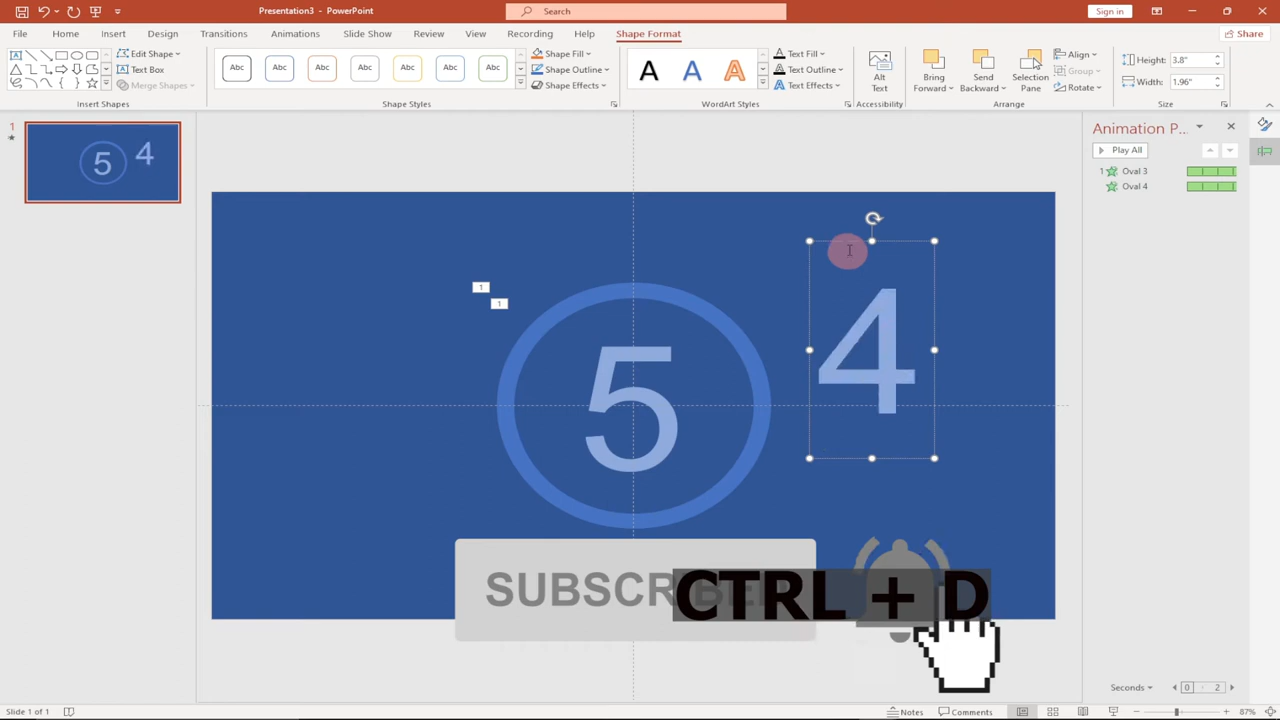 Presentation3 - PowerPoint
Search
Sign in
File
Home
Insert
Design
Transitions
Animations
Slide Show
Review
View
Recording
Help
Shape Format
Share
Edit Shape
Text Box
Merge Shapes
Insert Shapes
Abc
Abc
Abc
Abc
Abc
Abc
Abc
Shape Fill
Shape Outline
Shape Effects
Shape Styles
A
A
A
Text Fill
Text Outline
Text Effects
WordArt Styles
Alt
Text
Accessibility
Bring
Forward
Send
Backward
Selection
Pane
Align
Group
Rotate
Arrange
Height: 3.8"
Width: 1.96"
Size
1
5
4
1
1
5
4
SUBSCRIBED
CTRL + D
Animation P...
Play All
1 Oval 3
Oval 4
Seconds
0 2
Slide 1 of 1
Notes
Comments
87%